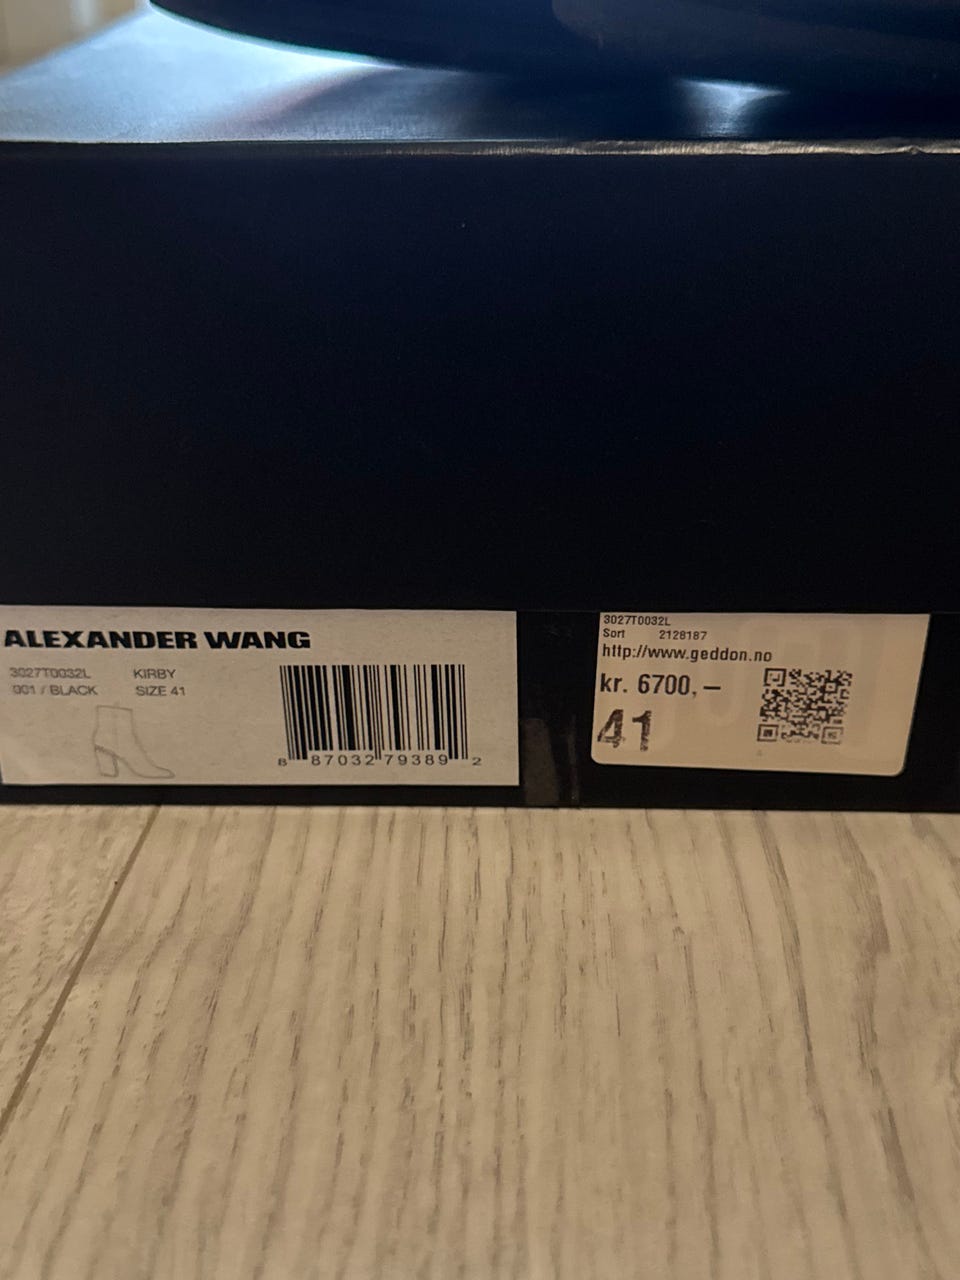 ALEXANDER WANG
3027T0032L KIRBY
001 / BLACK SIZE 41
8 87032 79389 2
3027T0032L
Sort 2128187
http://www.geddon.no
kr. 6700,–
41